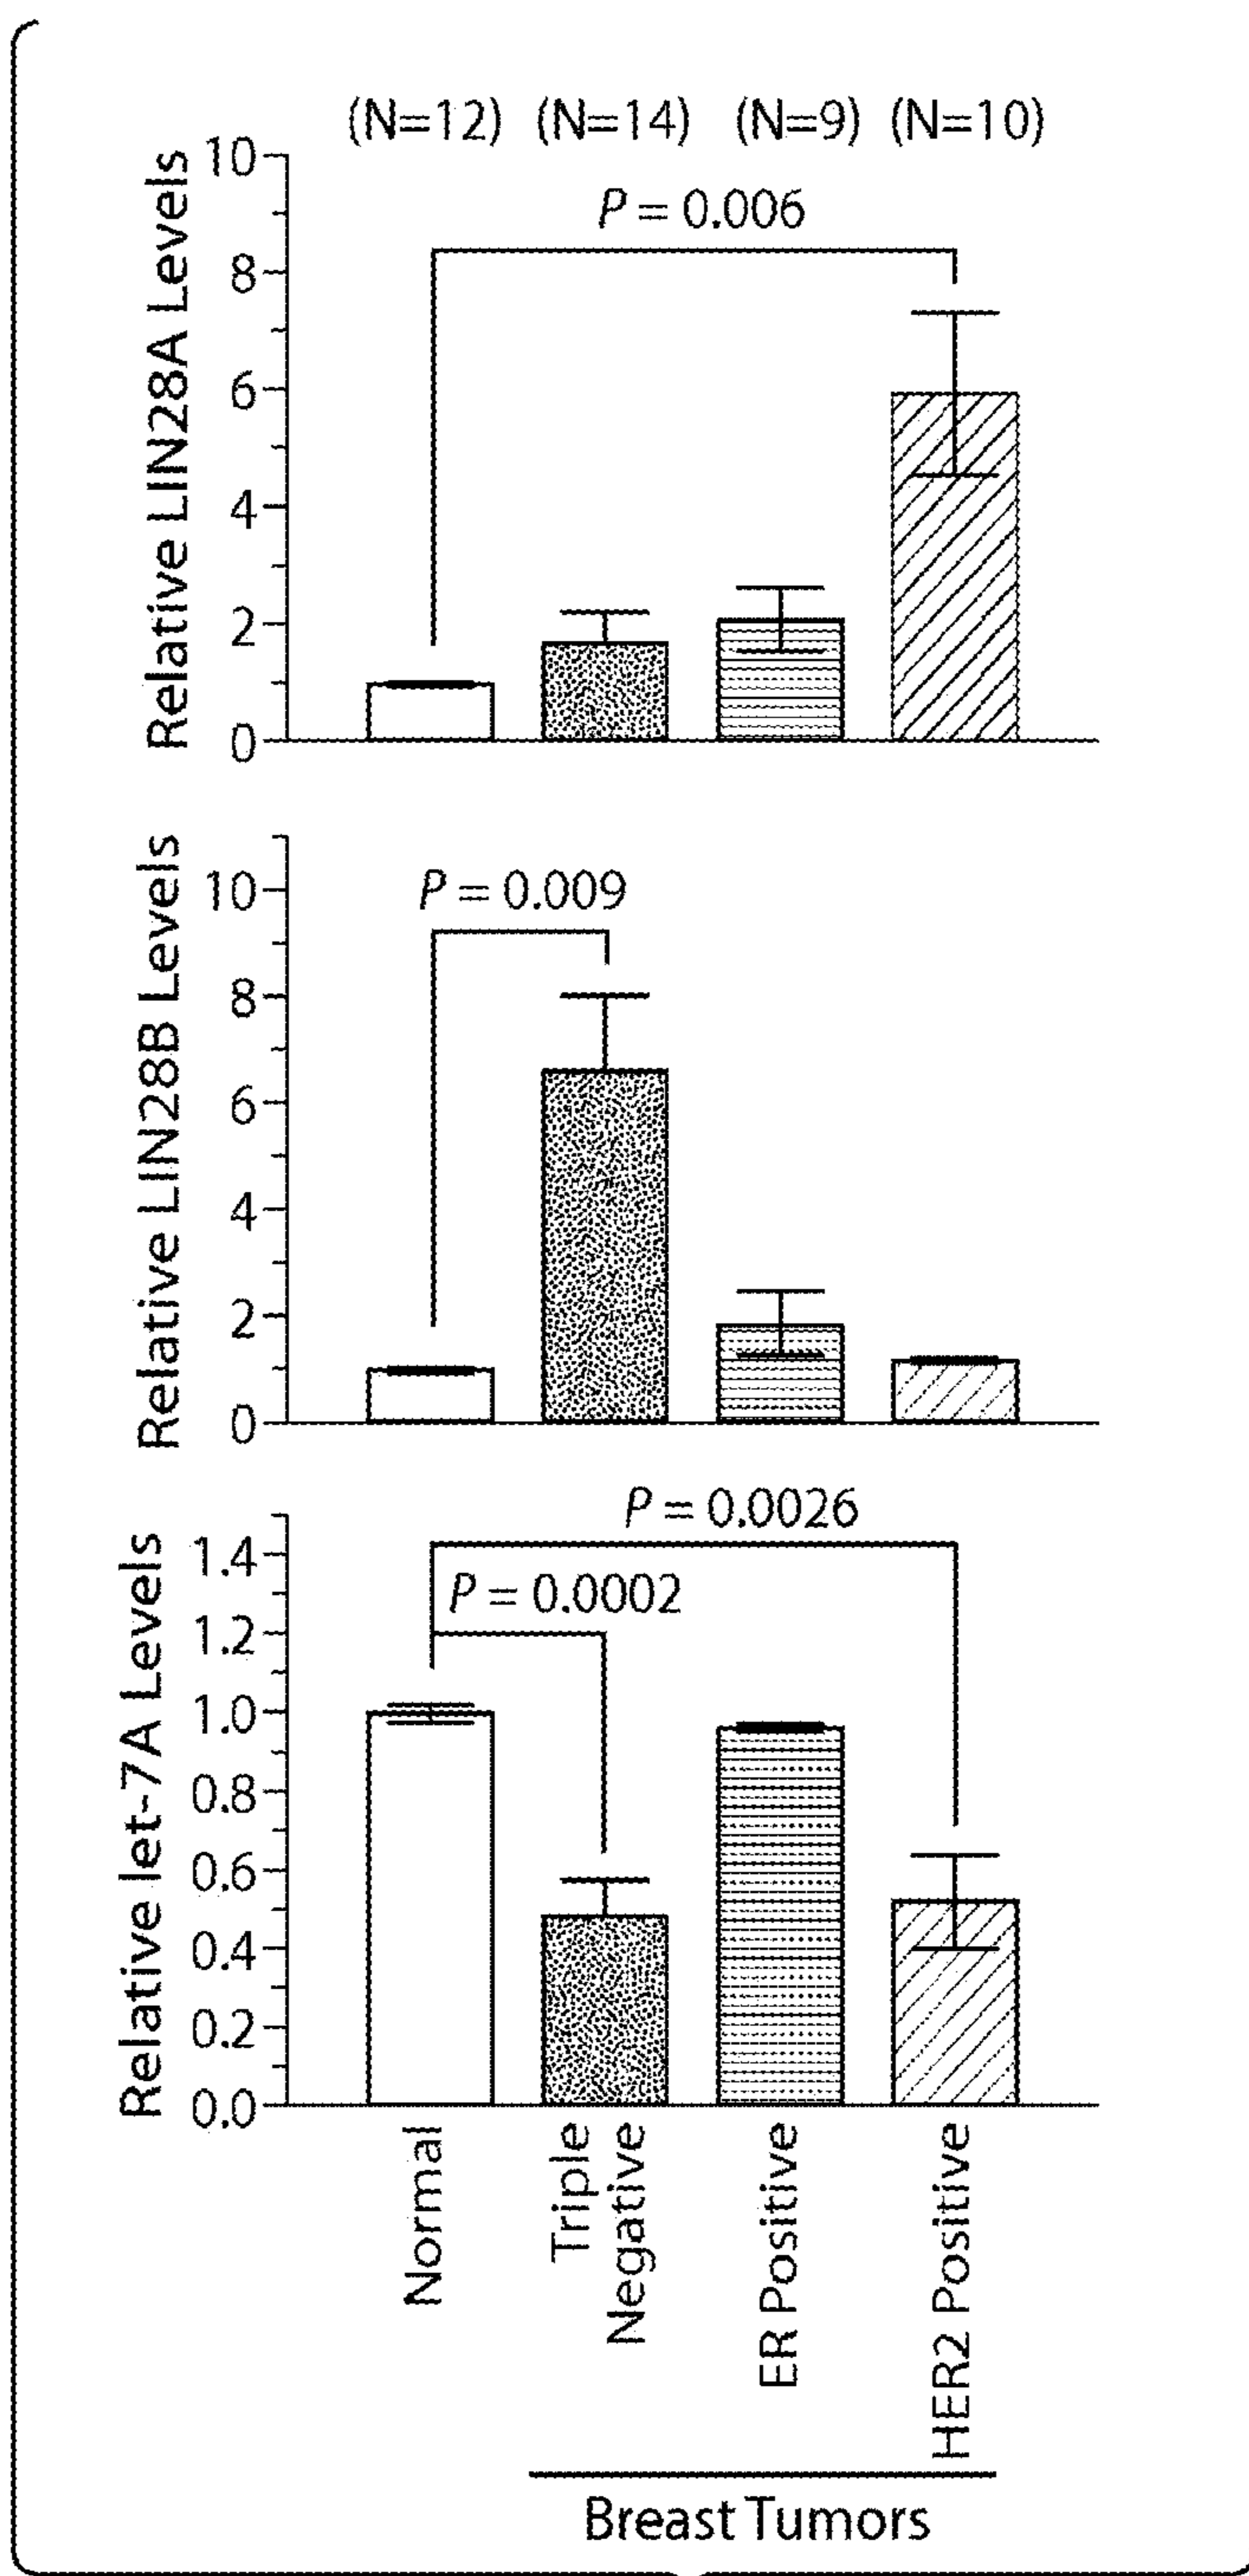 (N=12) (N=14) (N=9) (N=10)
Relative LIN28A Levels
10
8
6
4
2
0
P = 0.006
Relative LIN28B Levels
10
8
6
4
2
0
P = 0.009
Relative let-7A Levels
1.4
1.2
1.0
0.8
0.6
0.4
0.2
0.0
P = 0.0026
P = 0.0002
Normal
Triple
Negative
ER Positive
HER2 Positive
Breast Tumors